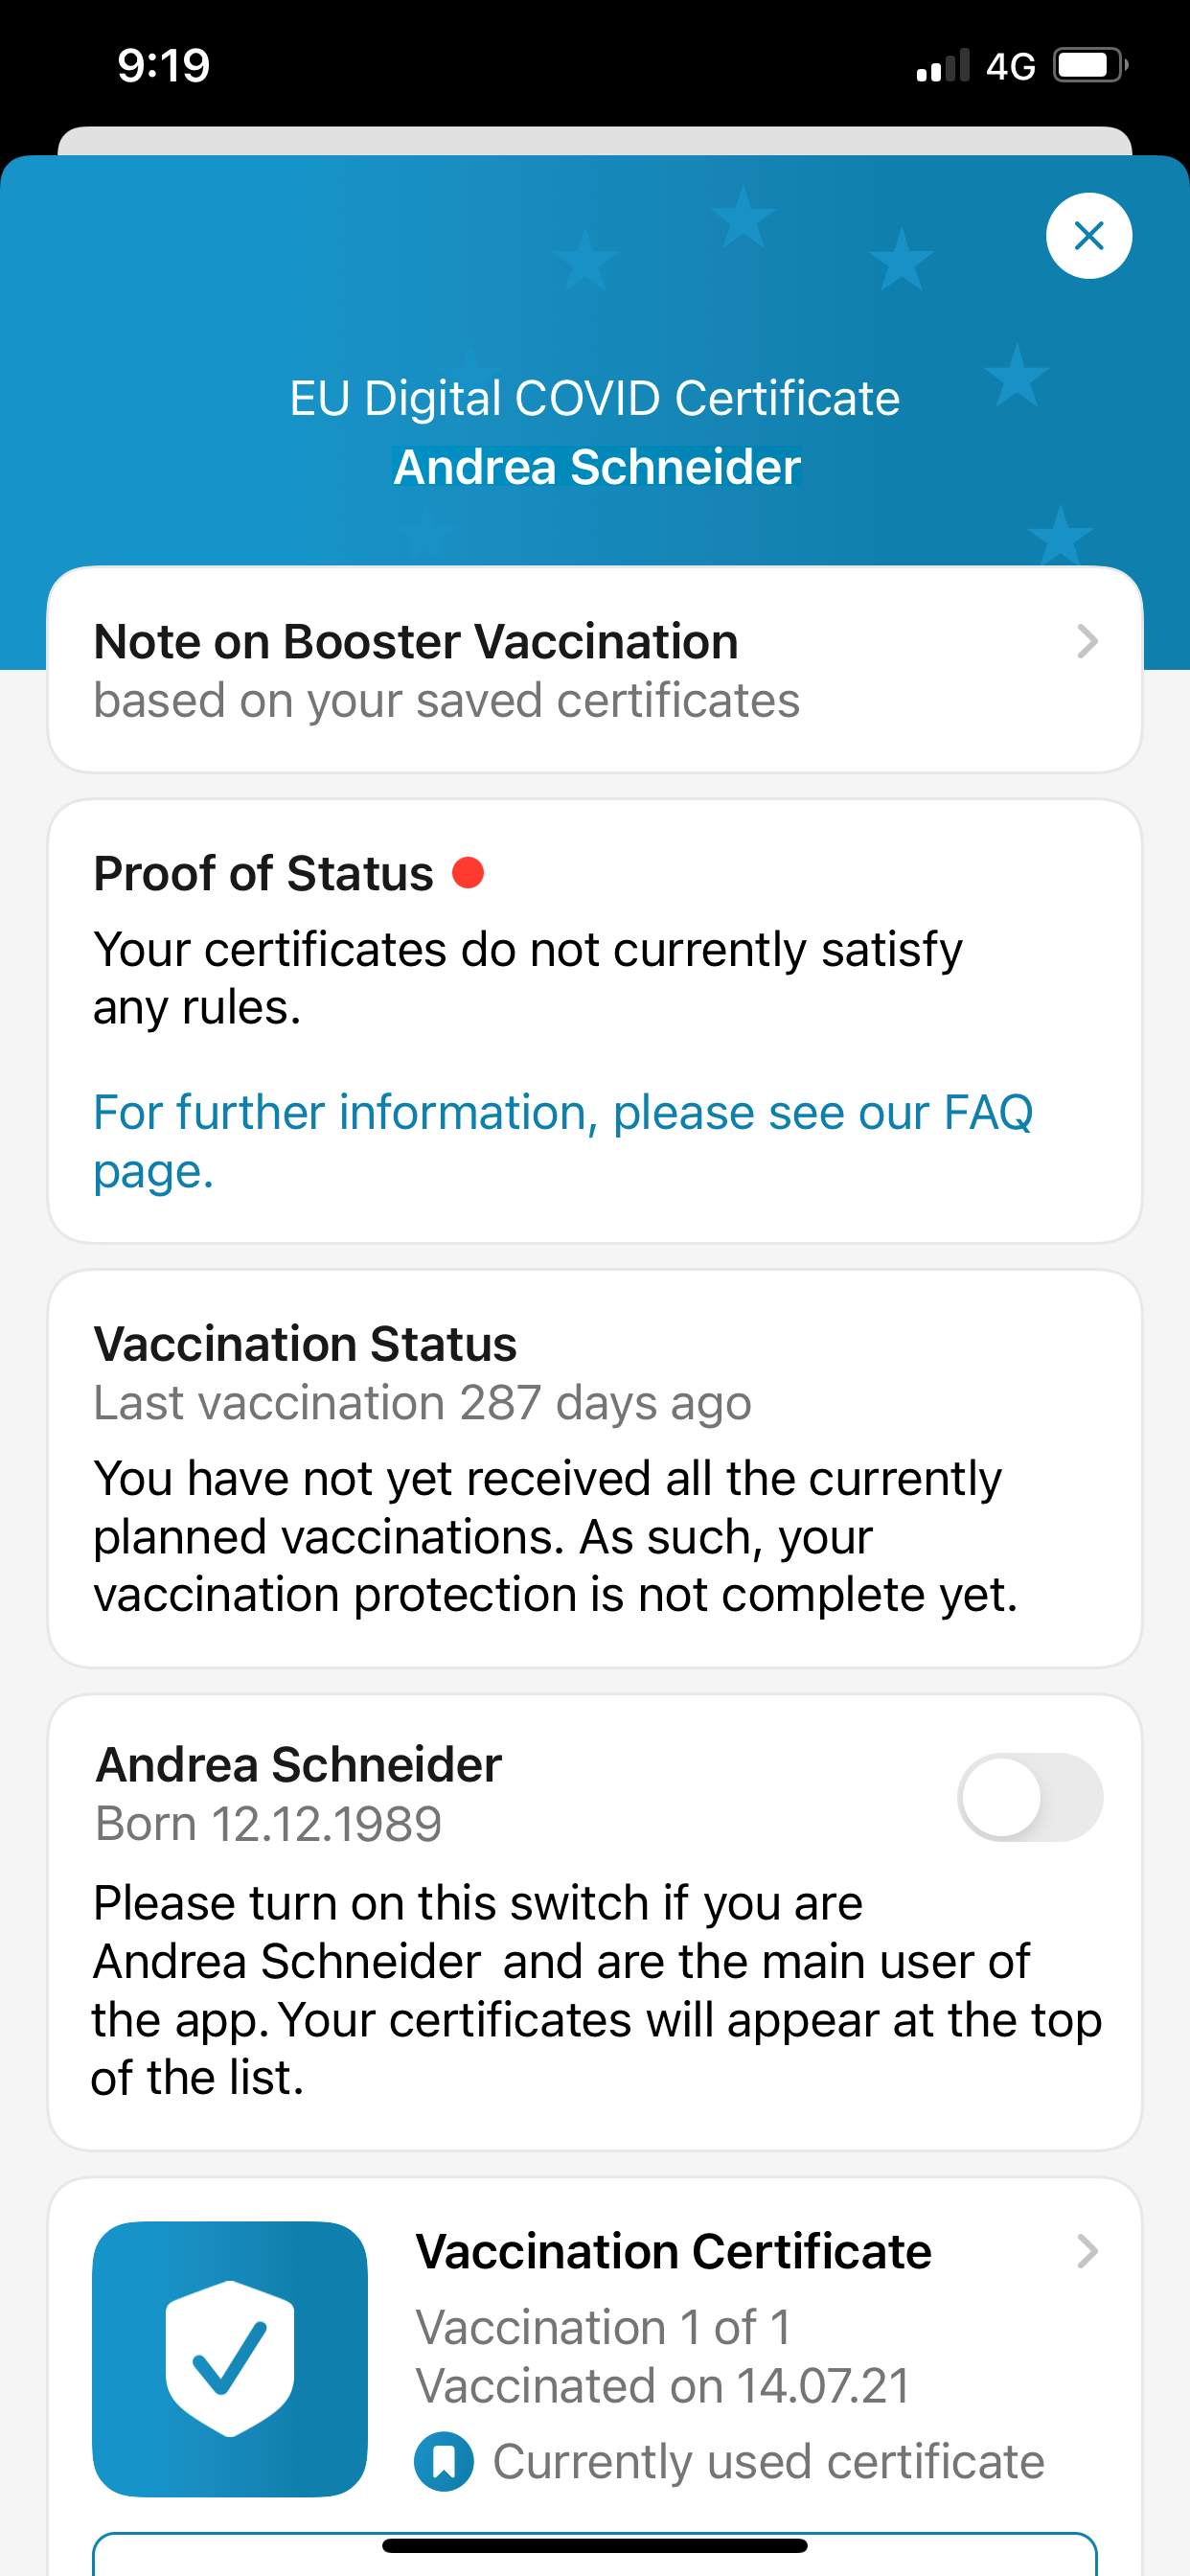 9:19
4G
EU Digital COVID Certificate
Andrea Schneider
Note on Booster Vaccination
based on your saved certificates
Proof of Status
Your certificates do not currently satisfy
any rules.
For further information, please see our FAQ
page.
Vaccination Status
Last vaccination 287 days ago
You have not yet received all the currently
planned vaccinations. As such, your
vaccination protection is not complete yet.
Andrea Schneider
Born 12.12.1989
Please turn on this switch if you are
Andrea Schneider and are the main user of
the app. Your certificates will appear at the top
of the list.
Vaccination Certificate
Vaccination 1 of 1
Vaccinated on 14.07.21
Currently used certificate